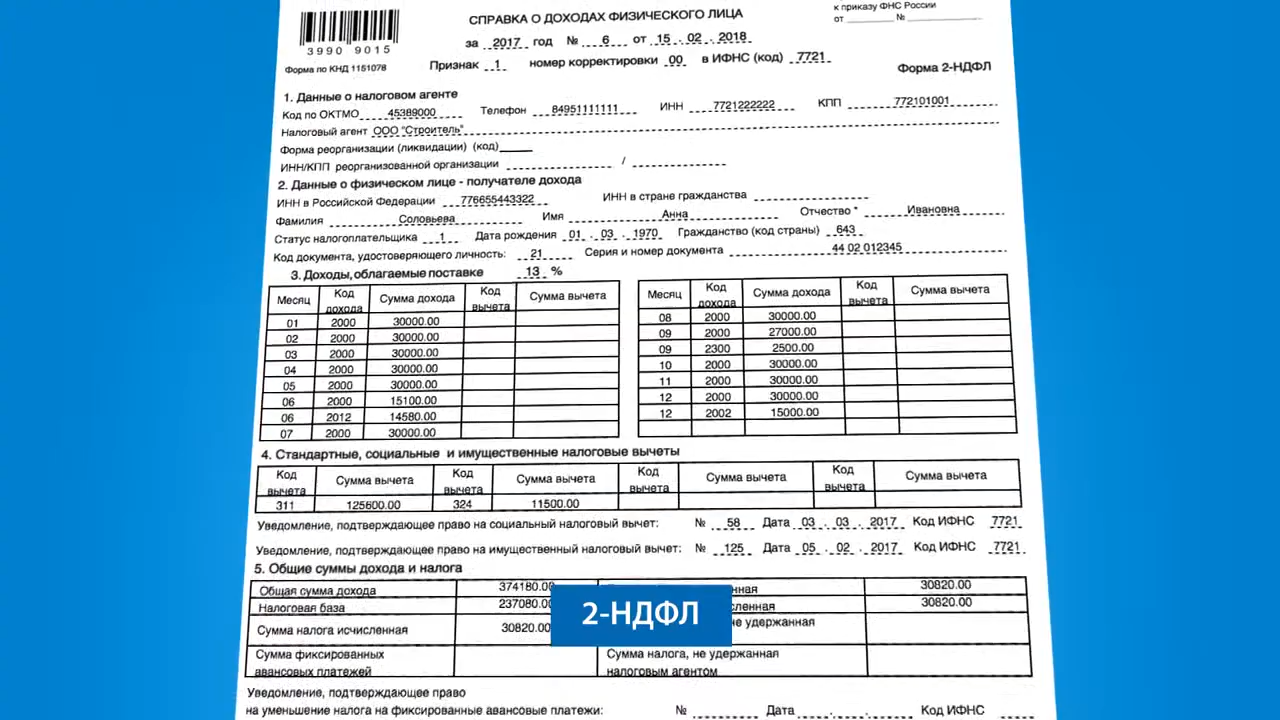 к приказу ФНС России
СПРАВКА О ДОХОДАХ ФИЗИЧЕСКОГО ЛИЦА
от ________ № ________
3990 9015
за 2017 год № 6 от 15 . 02 . 2018
Форма по КНД 1151078
Признак 1 номер корректировки 00 в ИФНС (код) 7721
Форма 2-НДФЛ
1. Данные о налоговом агенте
Код по ОКТМО 45389000 Телефон 84951111111 ИНН 7721222222 КПП 772101001
Налоговый агент ООО "Строитель"
Форма реорганизации (ликвидации) (код)____
ИНН/КПП реорганизованной организации /
2. Данные о физическом лице - получателе дохода
ИНН в Российской Федерации 776655443322 ИНН в стране гражданства
Фамилия Соловьева Имя Анна Отчество * Ивановна
Статус налогоплательщика 1 Дата рождения 01 . 03 . 1970 Гражданство (код страны) 643
Код документа, удостоверяющего личность: 21 Серия и номер документа 44 02 012345
3. Доходы, облагаемые поставке 13 %
Месяц Код дохода Сумма дохода Код вычета Сумма вычета
01 2000 30000.00
02 2000 30000.00
03 2000 30000.00
04 2000 30000.00
05 2000 30000.00
06 2000 15100.00
06 2012 14580.00
07 2000 30000.00
Месяц Код дохода Сумма дохода Код вычета Сумма вычета
08 2000 30000.00
09 2000 27000.00
09 2300 2500.00
10 2000 30000.00
11 2000 30000.00
12 2000 30000.00
12 2002 15000.00
4. Стандартные, социальные и имущественные налоговые вычеты
Код вычета Сумма вычета Код вычета Сумма вычета Код вычета Сумма вычета Код вычета Сумма вычета
311 125600.00 324 11500.00
Уведомление, подтверждающее право на социальный налоговый вычет: № 58 Дата 03 . 03 . 2017 Код ИФНС 7721
Уведомление, подтверждающее право на имущественный налоговый вычет: № 125 Дата 05 . 02 . 2017 Код ИФНС 7721
5. Общие суммы дохода и налога
Общая сумма дохода 374180.00 нная 30820.00
Налоговая база 237080.00 сленная 30820.00
Сумма налога исчисленная 30820.00 не удержанная
2-НДФЛ
Сумма фиксированных авансовых платежей Сумма налога, не удержанная налоговым агентом
Уведомление, подтверждающее право
на уменьшение налога на фиксированные авансовые платежи: № Дата . . Код ИФНС